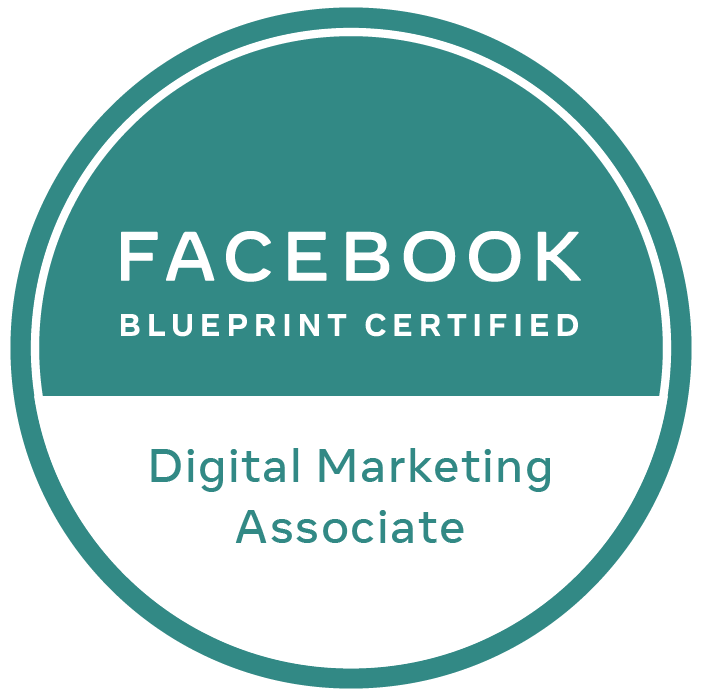 FACEBOOK
BLUEPRINT CERTIFIED
Digital Marketing
Associate